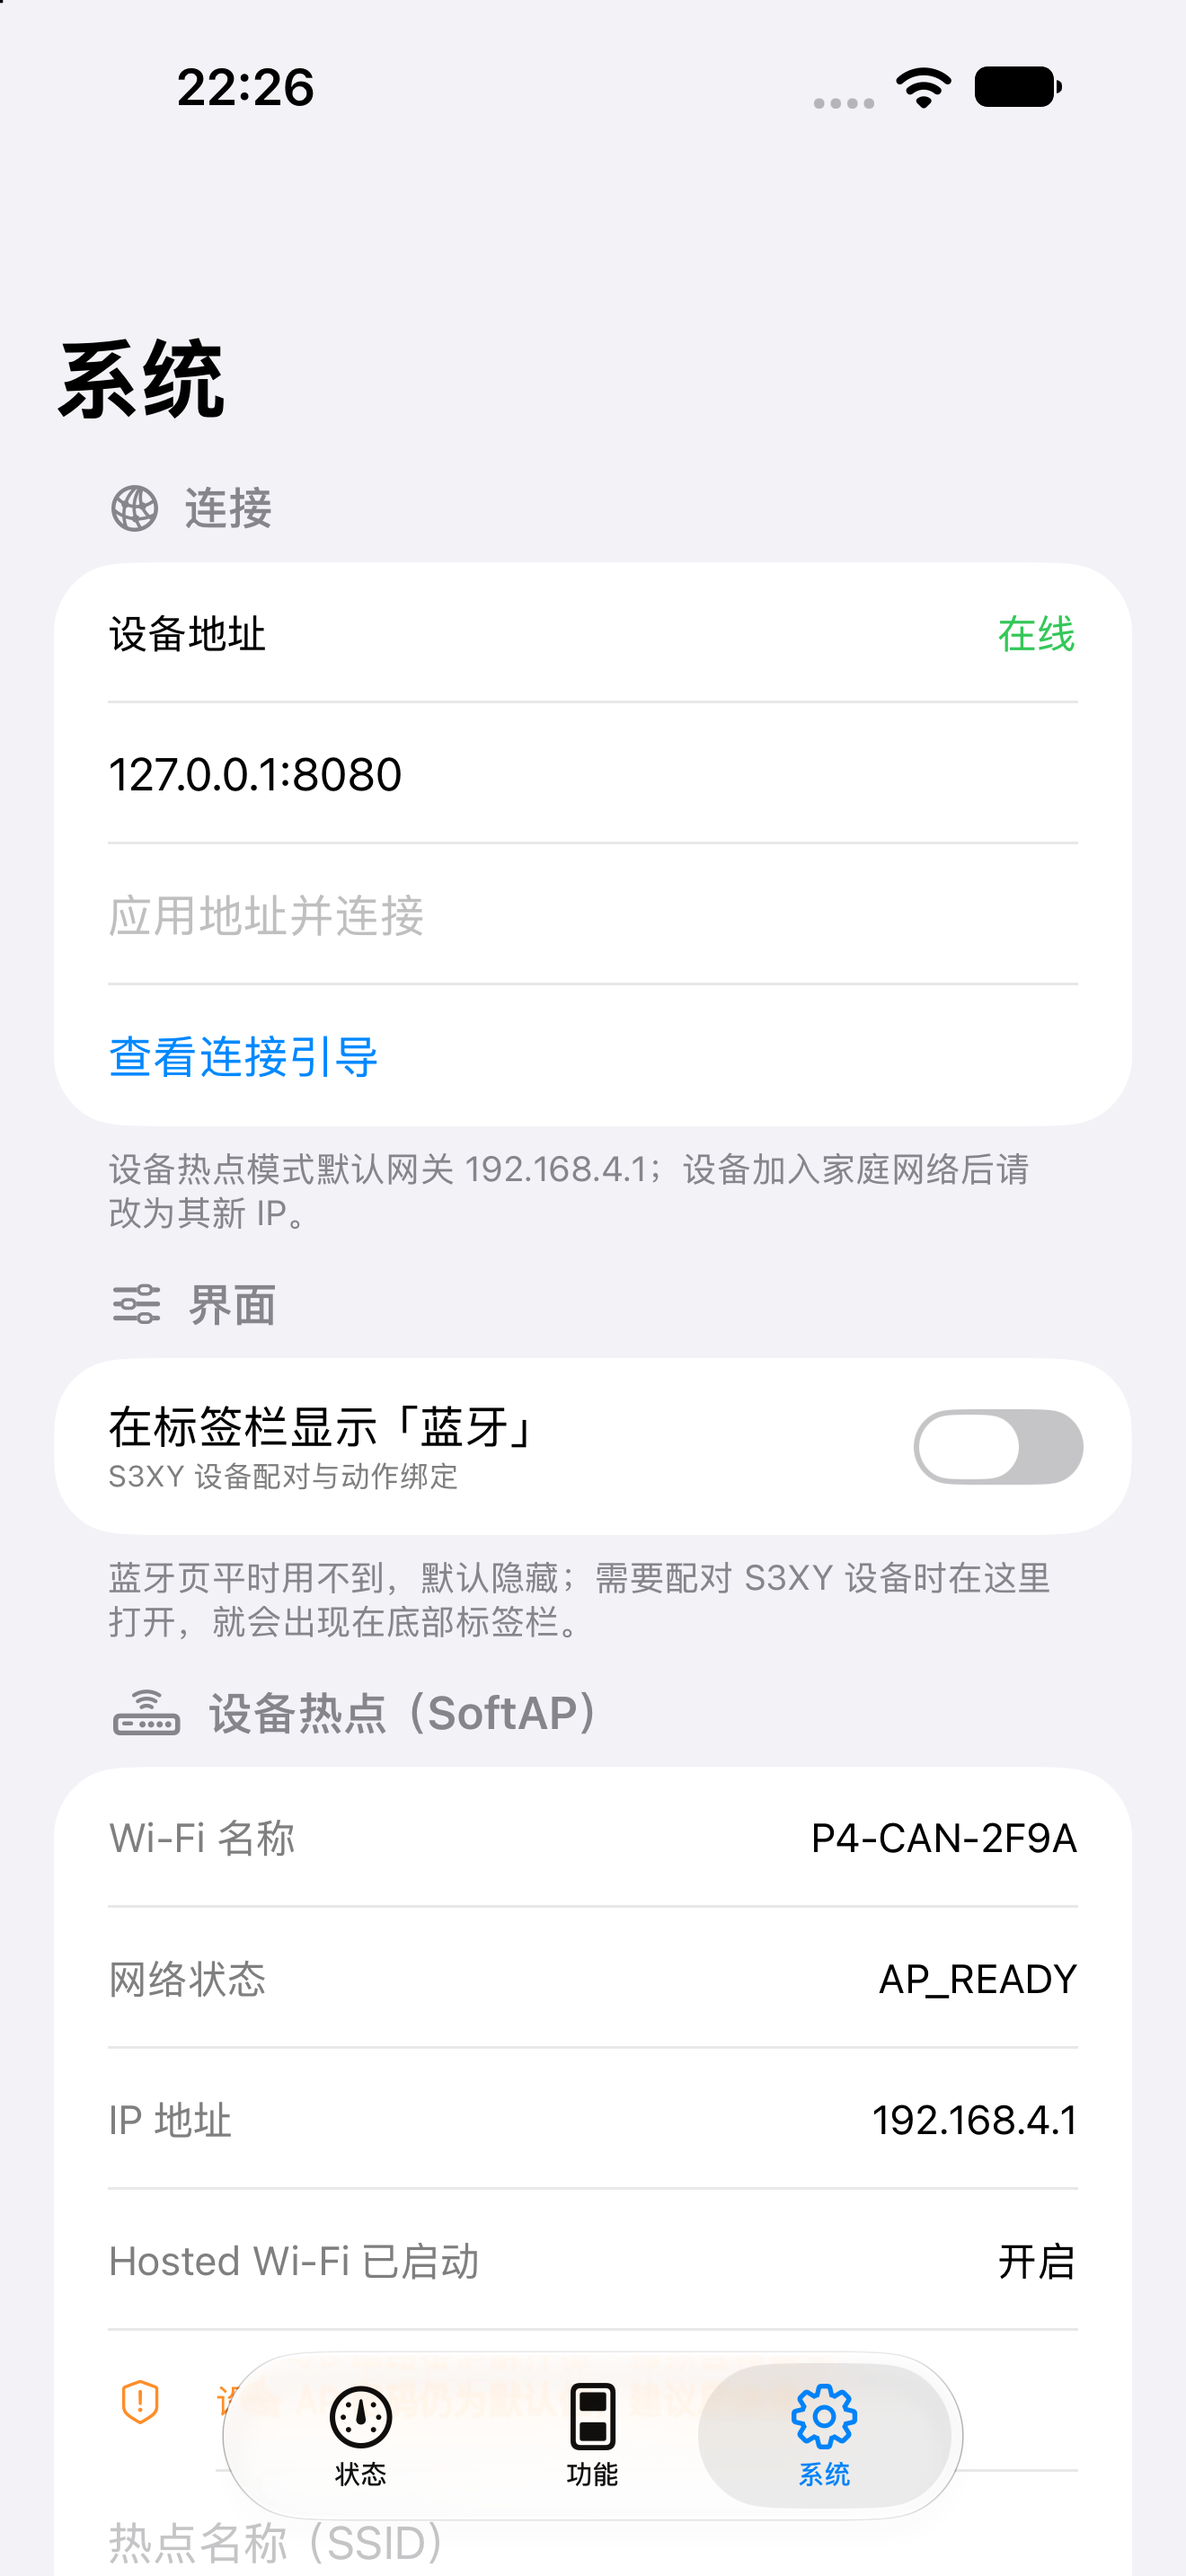 22:26
系统
连接
设备地址 在线
127.0.0.1:8080
应用地址并连接
查看连接引导
设备热点模式默认网关 192.168.4.1；设备加入家庭网络后请
改为其新 IP。
界面
在标签栏显示「蓝牙」
S3XY 设备配对与动作绑定
蓝牙页平时用不到，默认隐藏；需要配对 S3XY 设备时在这里
打开，就会出现在底部标签栏。
设备热点（SoftAP）
Wi-Fi 名称 P4-CAN-2F9A
网络状态 AP_READY
IP 地址 192.168.4.1
Hosted Wi-Fi 已启动 开启
状态 功能 系统
热点名称（SSID）